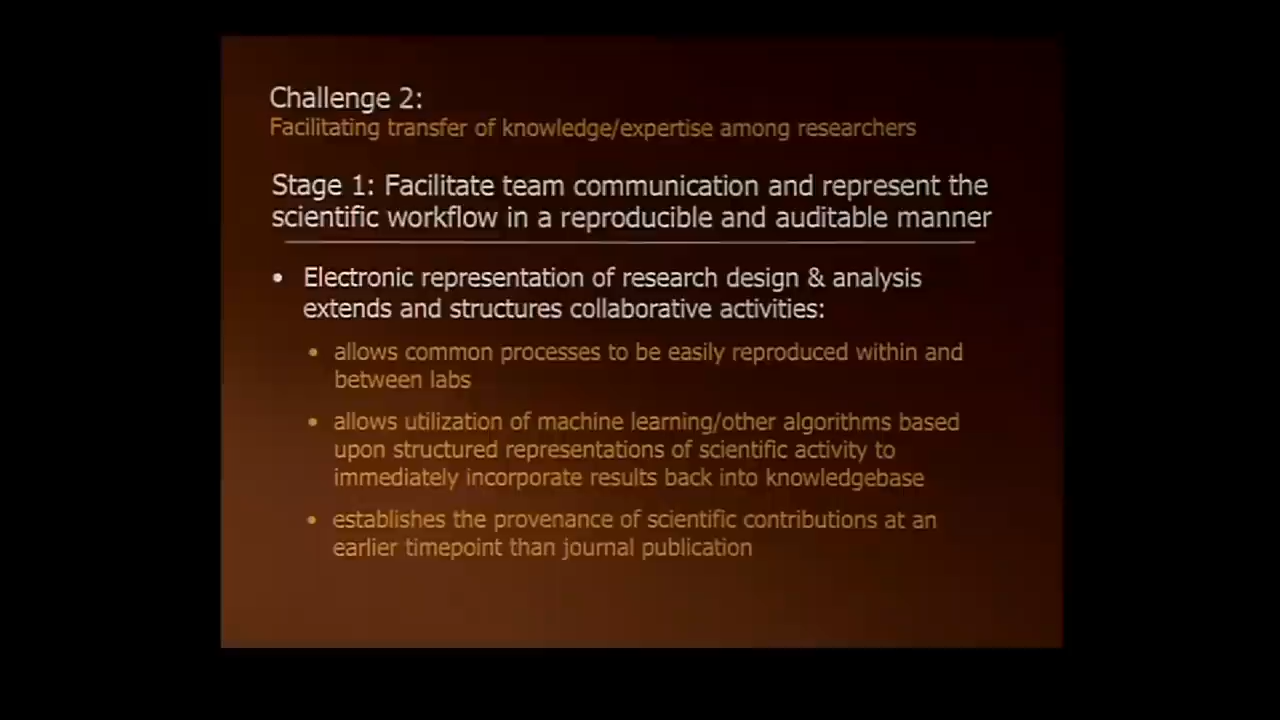 Challenge 2:
Facilitating transfer of knowledge/expertise among researchers
Stage 1: Facilitate team communication and represent the
scientific workflow in a reproducible and auditable manner
• Electronic representation of research design & analysis
extends and structures collaborative activities:
• allows common processes to be easily reproduced within and
between labs
• allows utilization of machine learning/other algorithms based
upon structured representations of scientific activity to
immediately incorporate results back into knowledgebase
• establishes the provenance of scientific contributions at an
earlier timepoint than journal publication